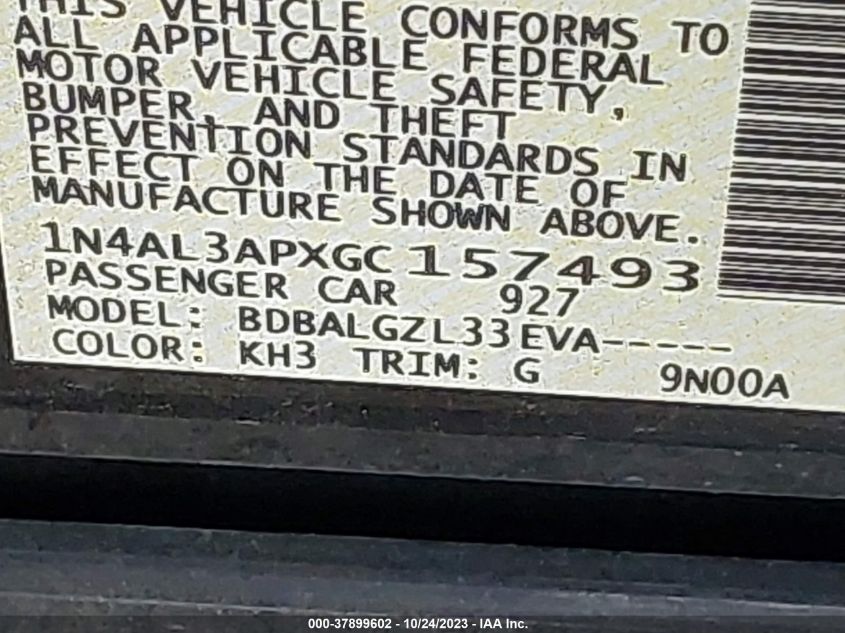 THIS VEHICLE CONFORMS TO
ALL APPLICABLE FEDERAL
MOTOR VEHICLE SAFETY,
BUMPER, AND THEFT
PREVENTION STANDARDS IN
EFFECT ON THE DATE OF
MANUFACTURE SHOWN ABOVE.
1N4AL3APXGC157493
PASSENGER CAR 927
MODEL: BDBALGZL33EVA-----
COLOR: KH3 TRIM: G 9N00A
000-37899602 - 10/24/2023 - IAA Inc.